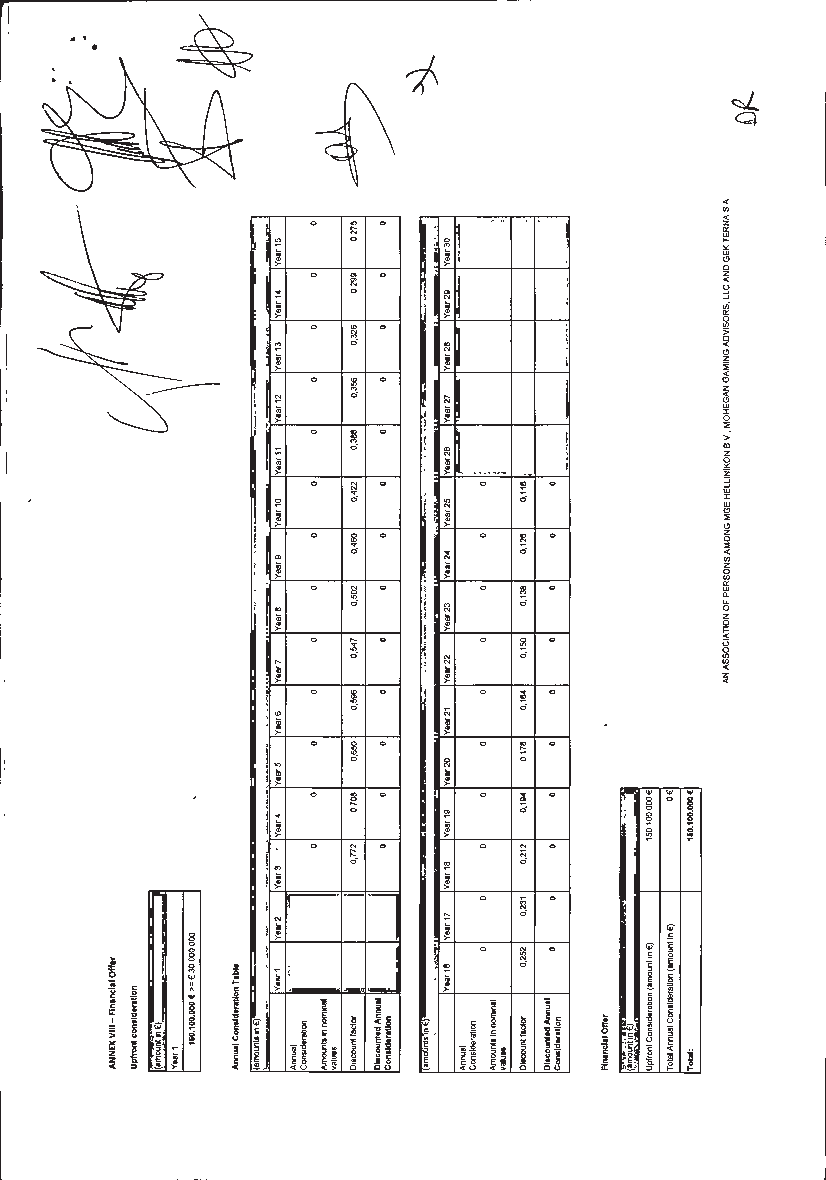 ANNEX VIII – Financial Offer
Upfront consideration
(amount in €)
Year 1
150.100.000 € >= € 30 000 000
Annual Consideration Table
(amounts in €)
Year 1 Year 2 Year 3 Year 4 Year 5 Year 6 Year 7 Year 8 Year 9 Year 10 Year 11 Year 12 Year 13 Year 14 Year 15
Annual Consideration
Amounts in nominal values 0 0 0 0 0 0 0 0 0 0 0 0 0
Discount factor 0,772 0,708 0,650 0,596 0,547 0,502 0,460 0,422 0,388 0,356 0,326 0,299 0,275
Discounted Annual Consideration 0 0 0 0 0 0 0 0 0 0 0 0 0
(amounts in €)
Year 16 Year 17 Year 18 Year 19 Year 20 Year 21 Year 22 Year 23 Year 24 Year 25 Year 26 Year 27 Year 28 Year 29 Year 30
Annual Consideration
Amounts in nominal values 0 0 0 0 0 0 0 0 0 0
Discount factor 0,252 0,231 0,212 0,194 0,178 0,164 0,150 0,138 0,126 0,116
Discounted Annual Consideration 0 0 0 0 0 0 0 0 0 0
Financial Offer
(amount in €)
Upfront Consideration (amount in €) 150 100 000 €
Total Annual Consideration (amount in €) 0 €
Total: 150.100.000 €
AN ASSOCIATION OF PERSONS AMONG MGE HELLINIKON B V , MOHEGAN GAMING ADVISORS, LLC AND GEK TERNA S A
DR